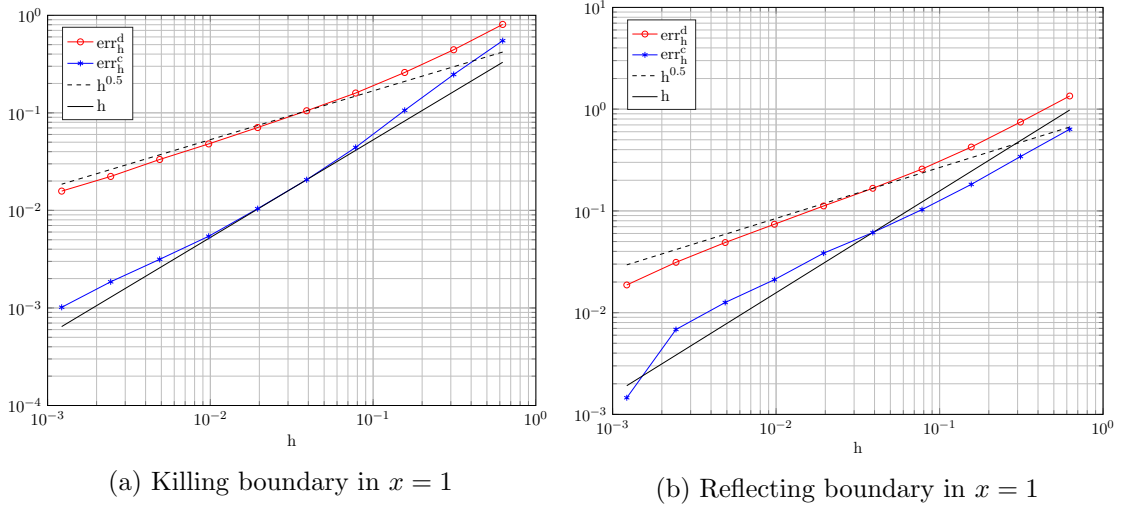 10^0
10^-1
10^-2
10^-3
10^-4
10^-3
10^-2
10^-1
10^0
h
err_h^d
err_h^c
h^0.5
h
(a) Killing boundary in x = 1
10^1
10^0
10^-1
10^-2
10^-3
10^-3
10^-2
10^-1
10^0
h
err_h^d
err_h^c
h^0.5
h
(b) Reflecting boundary in x = 1